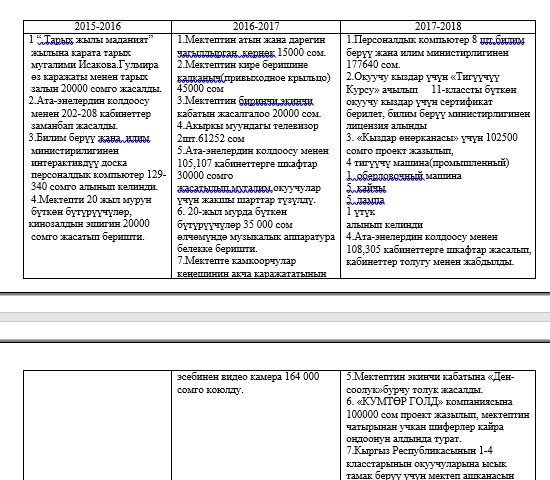 2015-2016
1 “.Тарых жылы маданият”
жылына карата тарых
мугалими Исакова.Гулмира
өз каражаты менен тарых
залын 20000 сомго жасалды.
2.Ата-энелердин колдоосу
менен 202-208 кабинеттер
заманбап жасалды.
3.Билим берүү жана илим
министирилигинен
интерактивдүү доска
персоналдык компьютер 129-
340 сомго алынып келинди.
4.Мектепти 20 жыл мурун
бүткөн бүтүрүүчүлөр,
кинозалдын эшигин 20000
сомго жасатып беришти.
2016-2017
1.Мектептин атын жана дарегин
чагылдырган көрнөк 15000 сом.
2.Мектептин кире беришине
калканыч(привыходное крыльцо)
45000 сом
3.Мектептин биринчи,экинчи
кабатын жасалгалоо 20000 сом.
4.Акыркы муундагы телевизор
2шт.61252 сом
5.Ата-энелердин колдоосу менен
105,107 кабинеттерге шкафтар
30000 сомго
жасатылып,мугалим,окуучулар
үчүн жакшы шарттар түзүлдү.
6. 20-жыл мурда бүткөн
бүтүрүүчүлөр 35 000 сом
өлчөмүндө музыкалык аппаратура
белекке беришти.
7.Мектепте камкоорчулар
кеңешинин акча каражататынын
эсебинен видео камера 164 000
сомго коюлду.
2017-2018
1.Персоналдык компьютер 8 шт.билим
берүү жана илим министирлигинен
177640 сом.
2.Окуучу кыздар үчүн «Тигүүчүү
Курсу» ачылып 11-классты бүткөн
окуучу кыздар үчүн сертификат
берилет, билим берүү министирлигинен
лицензия алынды
3. «Кыздар өнөрканасы» үчүн 102500
сомго проект жазылып,
4 тигүүчү машина(промышленный)
1. оберловочный машина
5. кайчы
5. лампа
1 үтүк
алынып келинди
4.Ата-энелердин колдоосу менен
108,305 кабинеттерге шкафтар жасалып,
кабинеттер толугу менен жабдылды.
5.Мектептин экинчи кабатына «Ден-
соолук»бурчу толук жасалды.
6. «КУМТӨР ГОЛД» компаниясына
100000 сом проект жазылып, мектептин
чатырынан учкан шиферлер кайра
оңдоонун алдында турат.
7.Кыргыз Республикасынын 1-4
класстарынын окуучуларына ысык
тамак берүү үчүн мектеп ашканасын